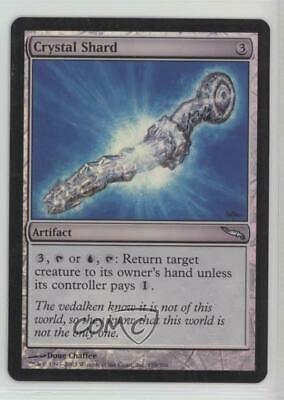 Crystal Shard 3
Artifact
3, or , : Return target
creature to its owner's hand unless
its controller pays 1.
The vedalken know it is not of this
world, so they know that this world is
not the only one.
COMC
Doug Chaffee